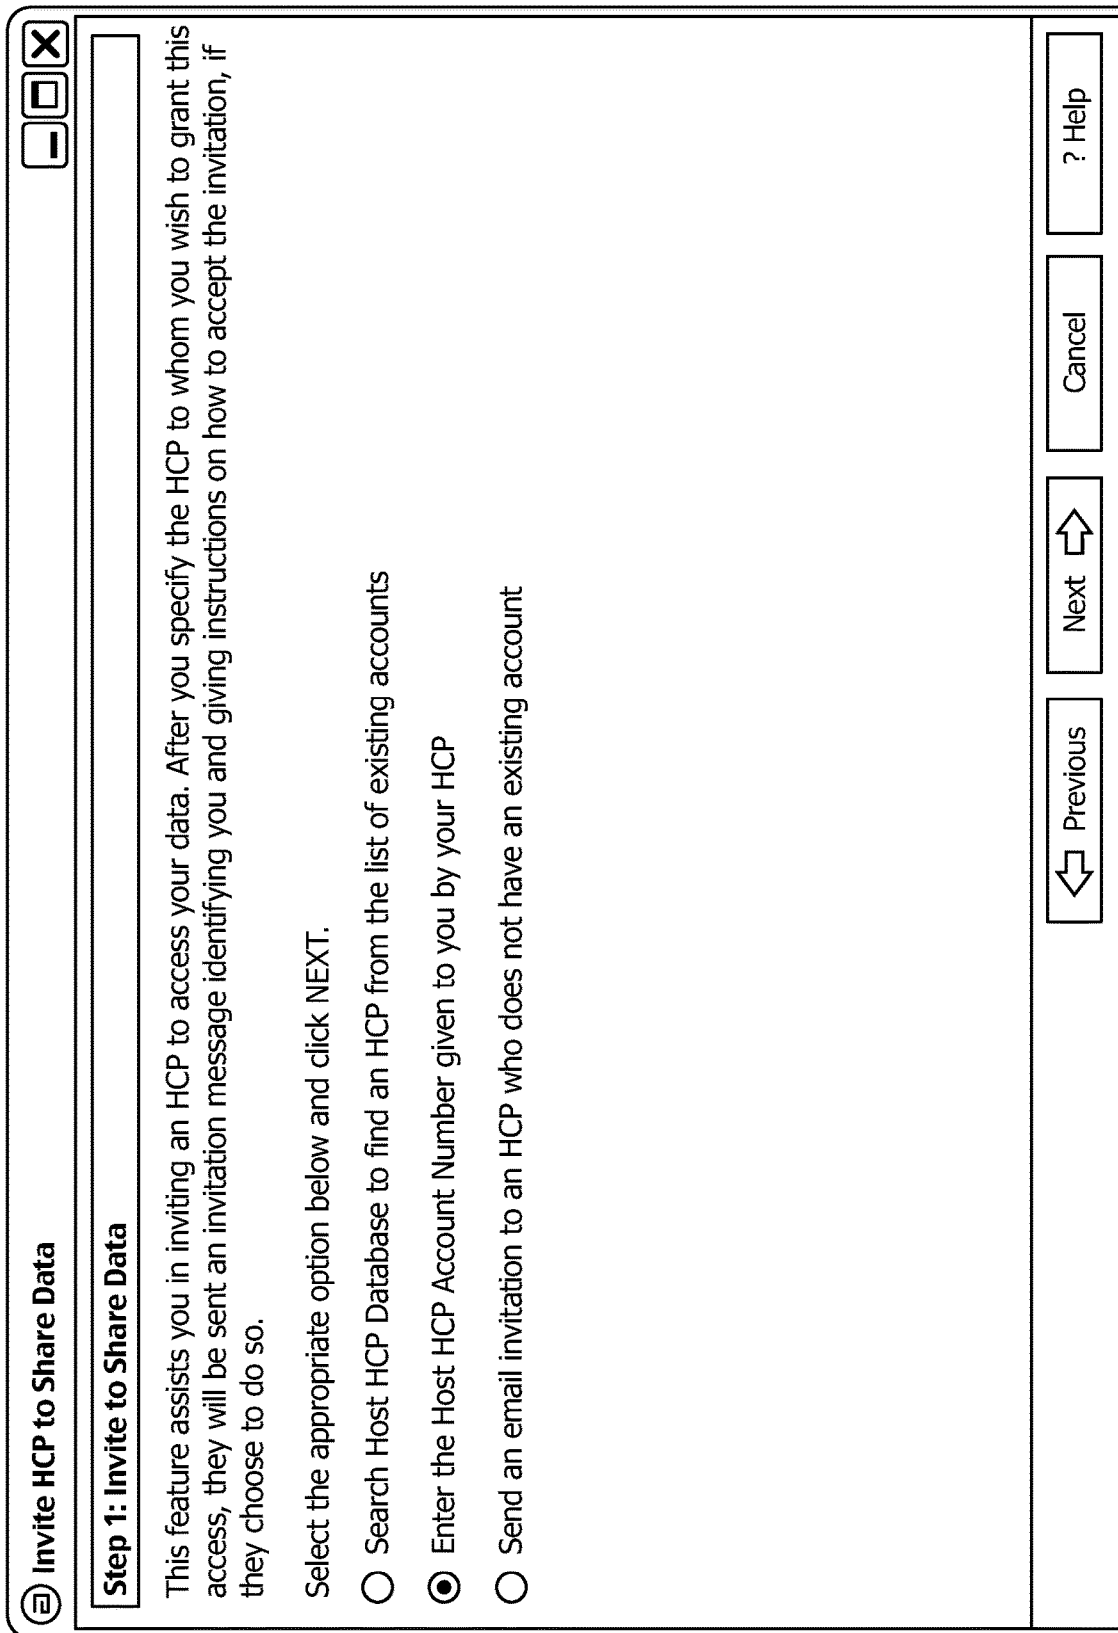 Invite HCP to Share Data
Step 1: Invite to Share Data
This feature assists you in inviting an HCP to access your data. After you specify the HCP to whom you wish to grant this
access, they will be sent an invitation message identifying you and giving instructions on how to accept the invitation, if
they choose to do so.
Select the appropriate option below and click NEXT.
Search Host HCP Database to find an HCP from the list of existing accounts
Enter the Host HCP Account Number given to you by your HCP
Send an email invitation to an HCP who does not have an existing account
Previous Next Cancel ? Help